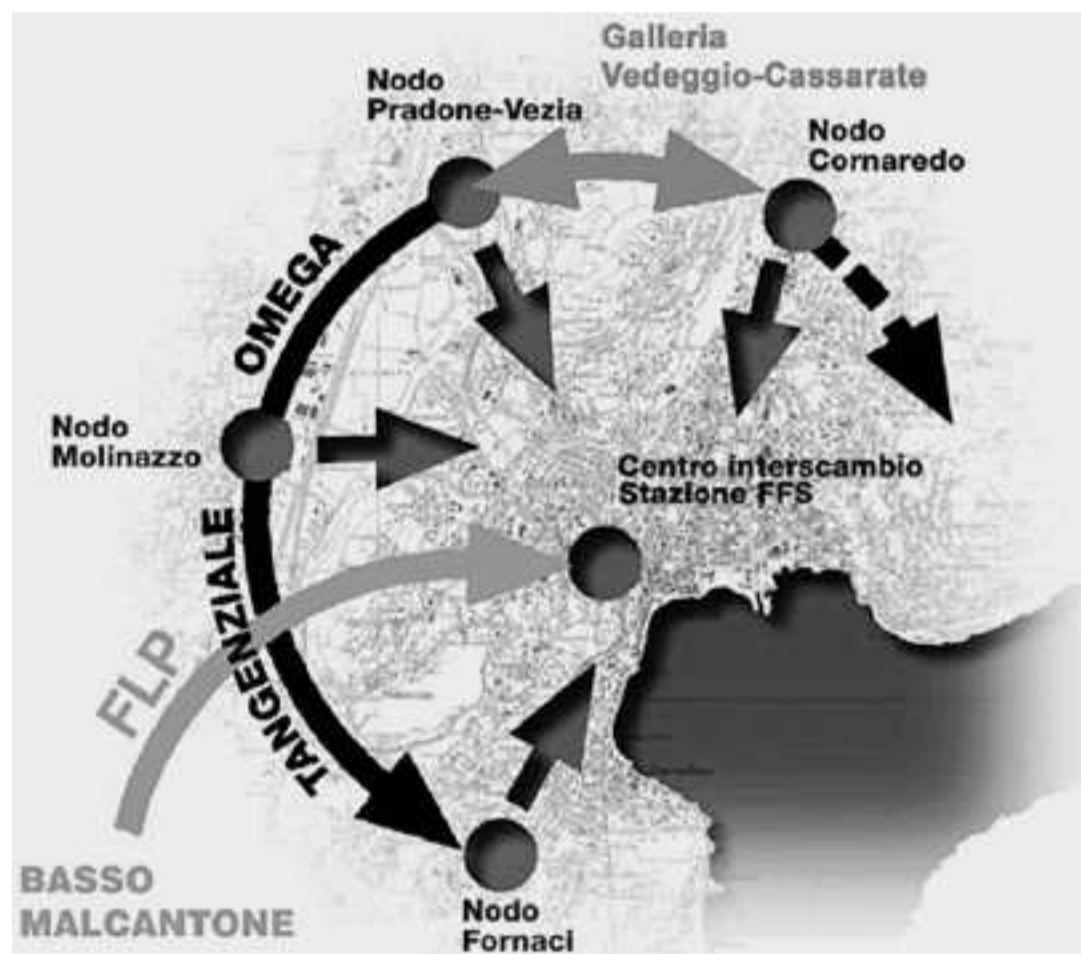 Galleria
Vedeggio-Cassarate
Nodo
Pradone-Vezia
Nodo
Cornaredo
OMEGA
Nodo
Molinazzo
Centro interscambio
Stazione FFS
TANGENZIALE
FLP
BASSO
MALCANTONE
Nodo
Fornaci